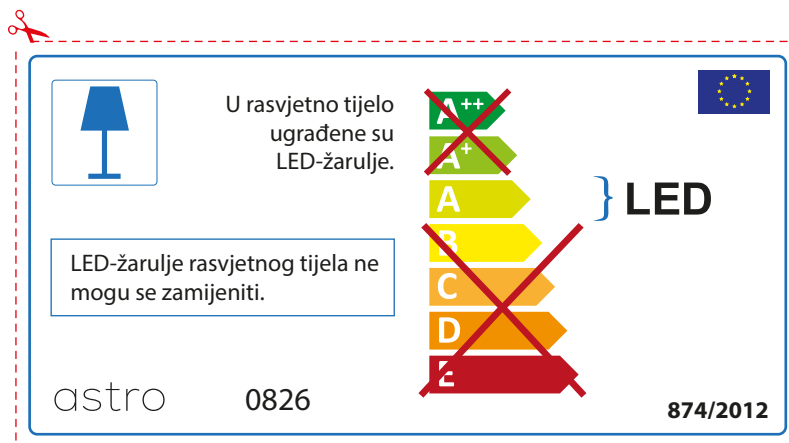 U rasvjetno tijelo
ugrađene su
LED-žarulje.
LED-žarulje rasvjetnog tijela ne
mogu se zamijeniti.
A++
A+
A
B
C
D
E
LED
astro
0826
874/2012